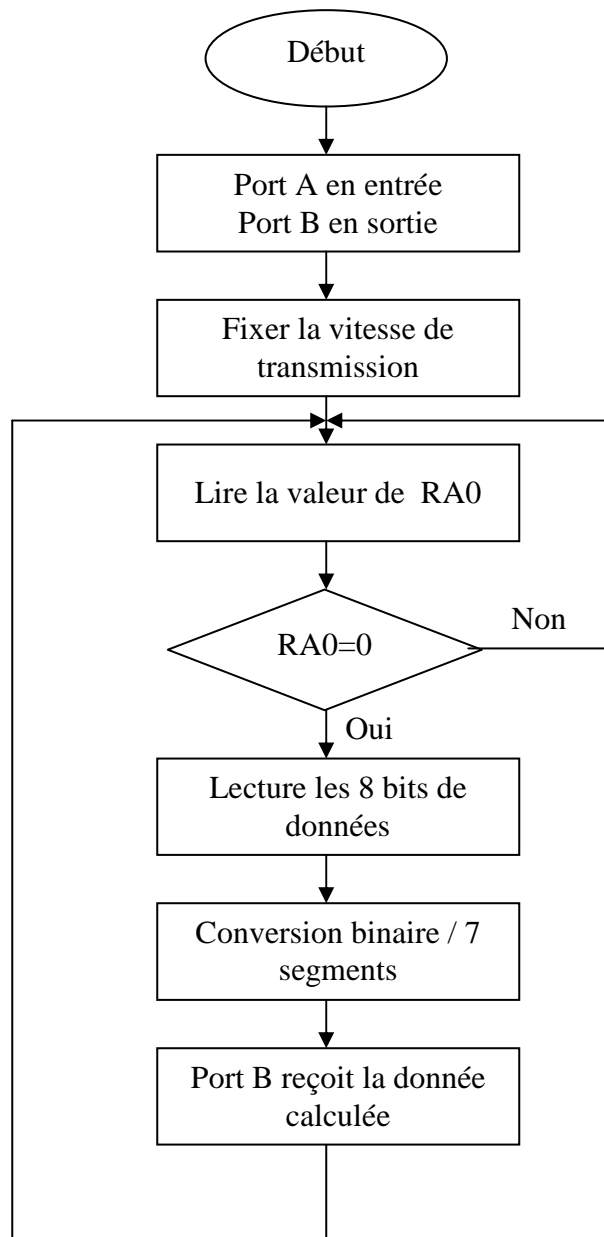 Début
Port A en entrée
Port B en sortie
Fixer la vitesse de
transmission
Lire la valeur de RA0
RA0=0
Non
Oui
Lecture les 8 bits de
données
Conversion binaire / 7
segments
Port B reçoit la donnée
calculée